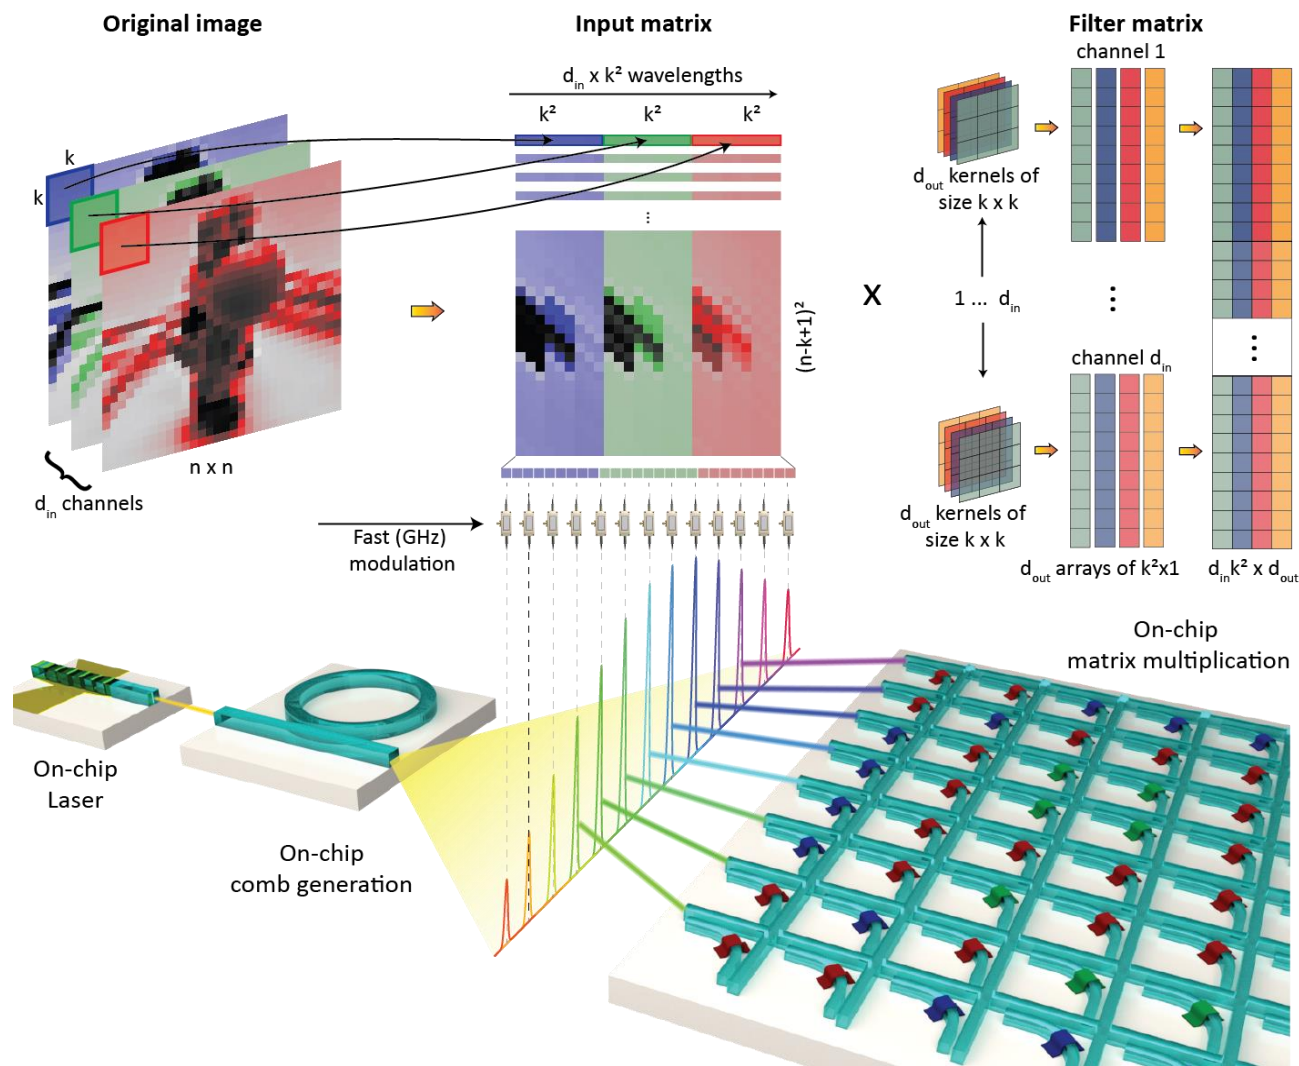 Original image
Input matrix
Filter matrix
d_in x k² wavelengths
k² k² k²
k
k
n x n
d_in channels
...
(n-k+1)²
X
channel 1
d_out kernels of
size k x k
1 ... d_in
...
channel d_in
...
d_out kernels of
size k x k
d_out arrays of k²x1
d_in k² x d_out
Fast (GHz)
modulation
On-chip
Laser
On-chip
comb generation
On-chip
matrix multiplication